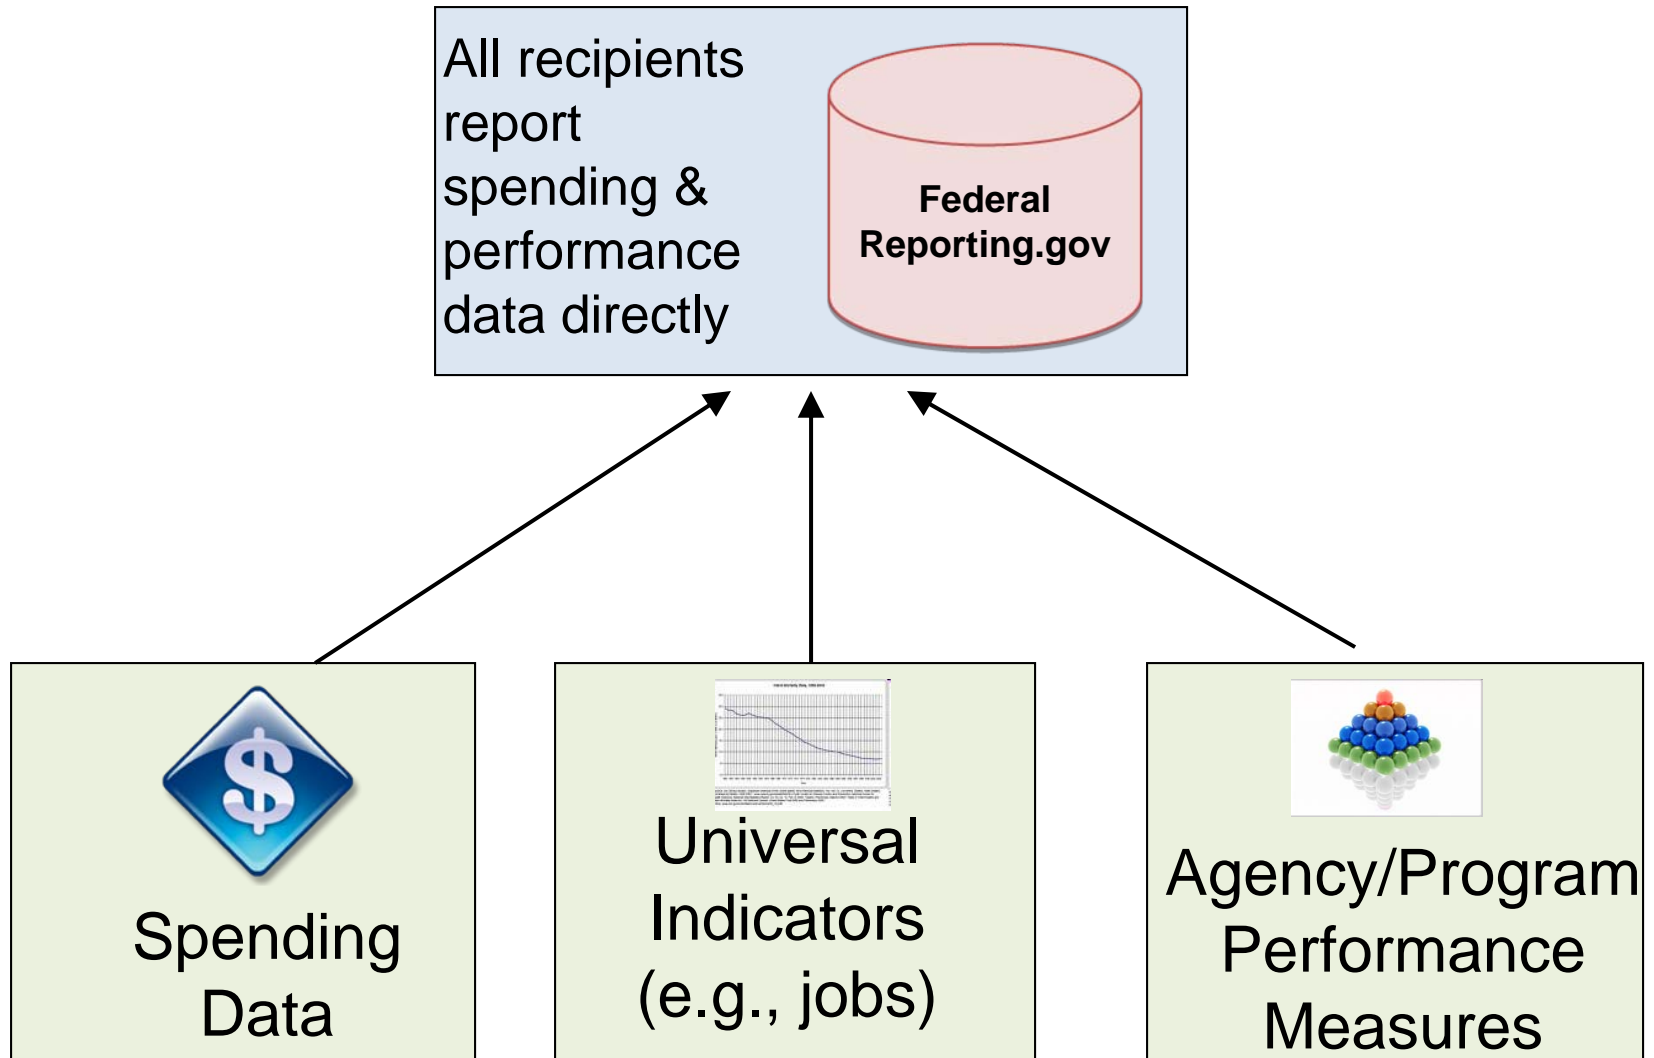 All recipients
report
spending &
performance
data directly
Federal
Reporting.gov
$
Spending
Data
Universal
Indicators
(e.g., jobs)
Agency/Program
Performance
Measures